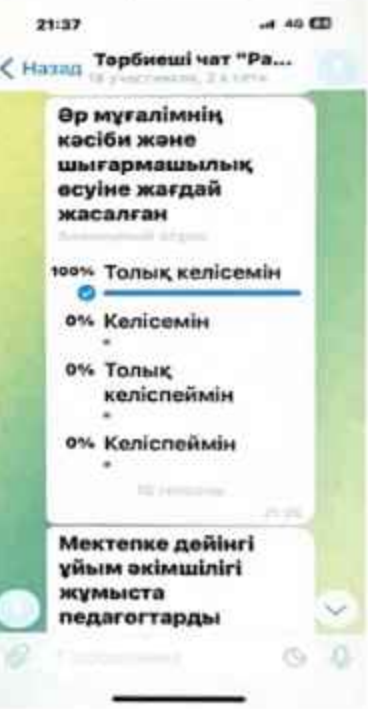 21:37
4G
Назад
Тәрбиеші чат "Ра...
Әр мұғалімнің
кәсіби және
шығармашылық
өсуіне жағдай
жасалған
100% Толық келісемін
0% Келісемін
0% Толық
келіспеймін
0% Келіспеймін
Мектепке дейінгі
ұйым әкімшілігі
жұмыста
педагогтарды